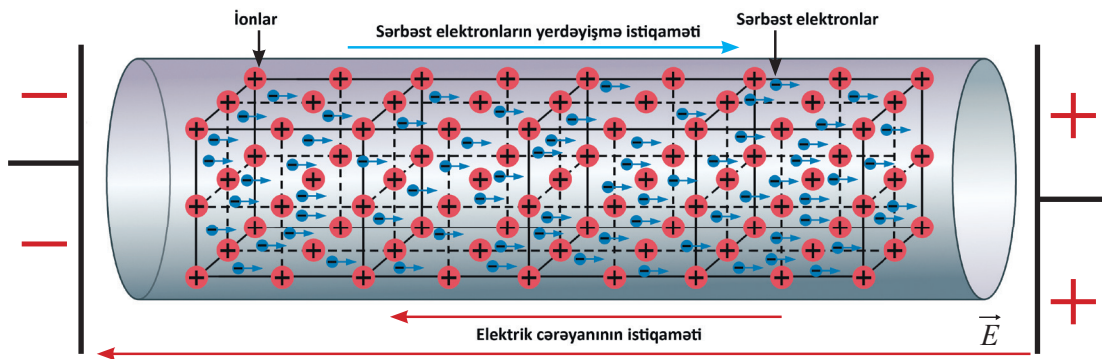 İonlar
Sərbəst elektronların yerdəyişmə istiqaməti
Sərbəst elektronlar
Elektrik cərəyanının istiqaməti
E